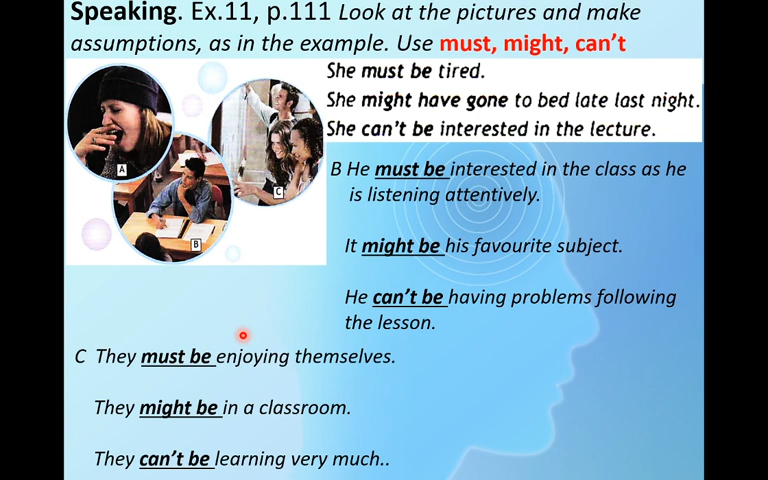 Speaking. Ex.11, p.111 Look at the pictures and make
assumptions, as in the example. Use must, might, can't
She must be tired.
She might have gone to bed late last night.
She can't be interested in the lecture.
A
C
B
B He must be interested in the class as he
is listening attentively.
It might be his favourite subject.
He can't be having problems following
the lesson.
C They must be enjoying themselves.
They might be in a classroom.
They can't be learning very much..